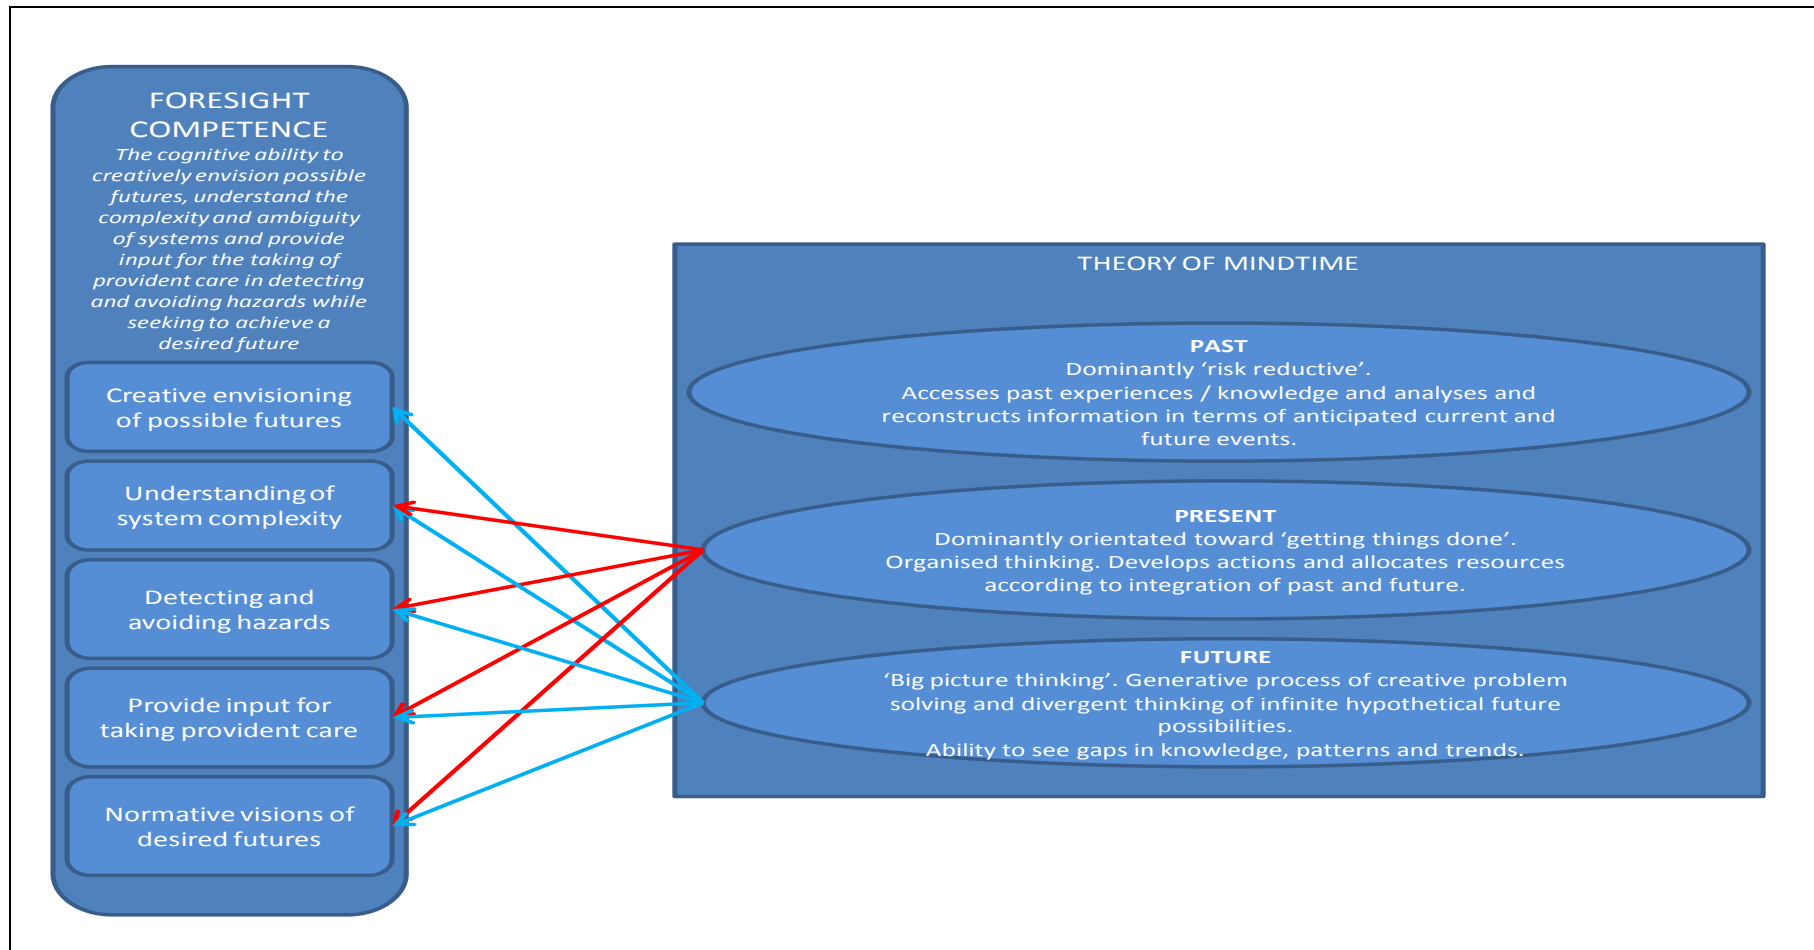 FORESIGHT
COMPETENCE
The cognitive ability to
creatively envision possible
futures, understand the
complexity and ambiguity
of systems and provide
input for the taking of
provident care in detecting
and avoiding hazards while
seeking to achieve a
desired future
Creative envisioning
of possible futures
Understanding of
system complexity
Detecting and
avoiding hazards
Provide input for
taking provident care
Normative visions of
desired futures
THEORY OF MINDTIME
PAST
Dominantly ‘risk reductive’.
Accesses past experiences / knowledge and analyses and
reconstructs information in terms of anticipated current and
future events.
PRESENT
Dominantly orientated toward ‘getting things done’.
Organised thinking. Develops actions and allocates resources
according to integration of past and future.
FUTURE
‘Big picture thinking’. Generative process of creative problem
solving and divergent thinking of infinite hypothetical future
possibilities.
Ability to see gaps in knowledge, patterns and trends.